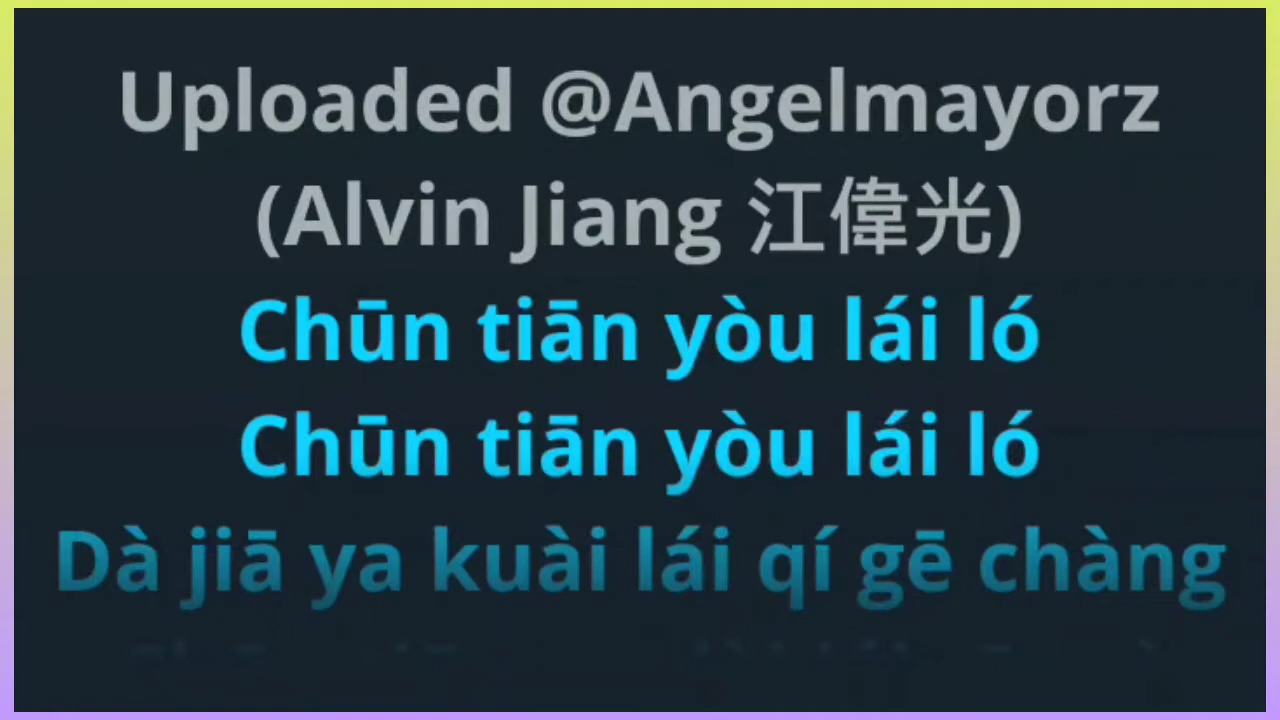 Uploaded @Angelmayorz
(Alvin Jiang 江偉光)
Chūn tiān yòu lái ló
Chūn tiān yòu lái ló
Dà jiā ya kuài lái qí gē chàng